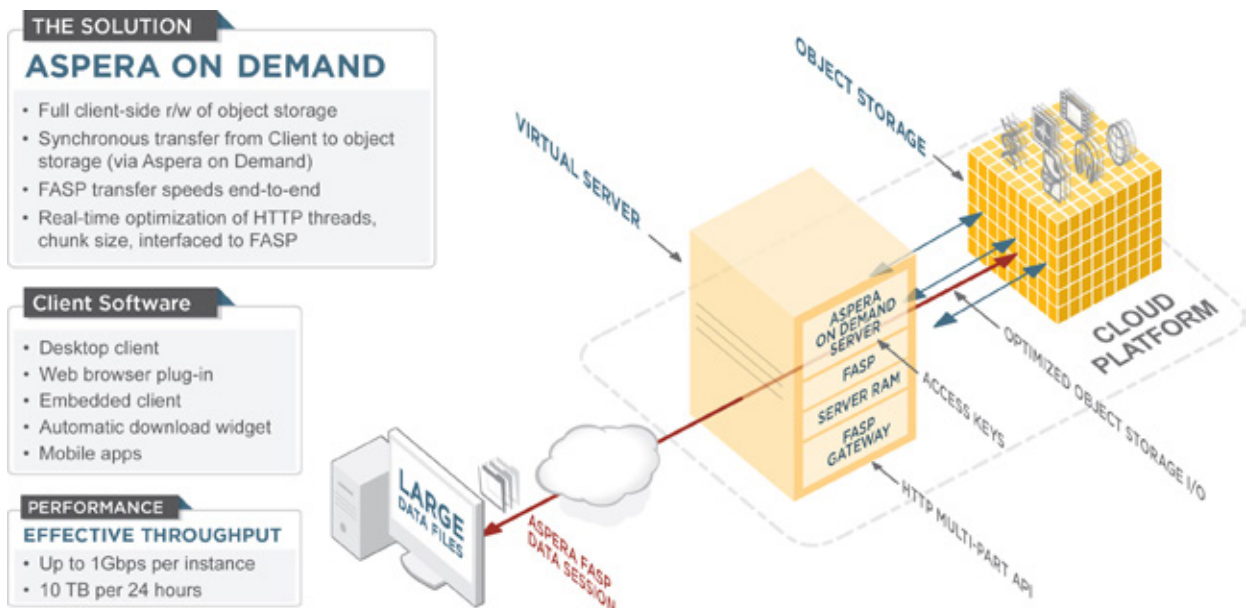 THE SOLUTION
ASPERA ON DEMAND
• Full client-side r/w of object storage
• Synchronous transfer from Client to object
storage (via Aspera on Demand)
• FASP transfer speeds end-to-end
• Real-time optimization of HTTP threads,
chunk size, interfaced to FASP
Client Software
• Desktop client
• Web browser plug-in
• Embedded client
• Automatic download widget
• Mobile apps
PERFORMANCE
EFFECTIVE THROUGHPUT
• Up to 1Gbps per instance
• 10 TB per 24 hours
LARGE
DATA FILES
ASPERA FASP
DATA SESSION
VIRTUAL SERVER
OBJECT STORAGE
ASPERA
ON DEMAND
SERVER
FASP
SERVER RAM
FASP
GATEWAY
ACCESS KEYS
HTTP MULTI-PART API
OPTIMIZED OBJECT STORAGE I/O
CLOUD
PLATFORM